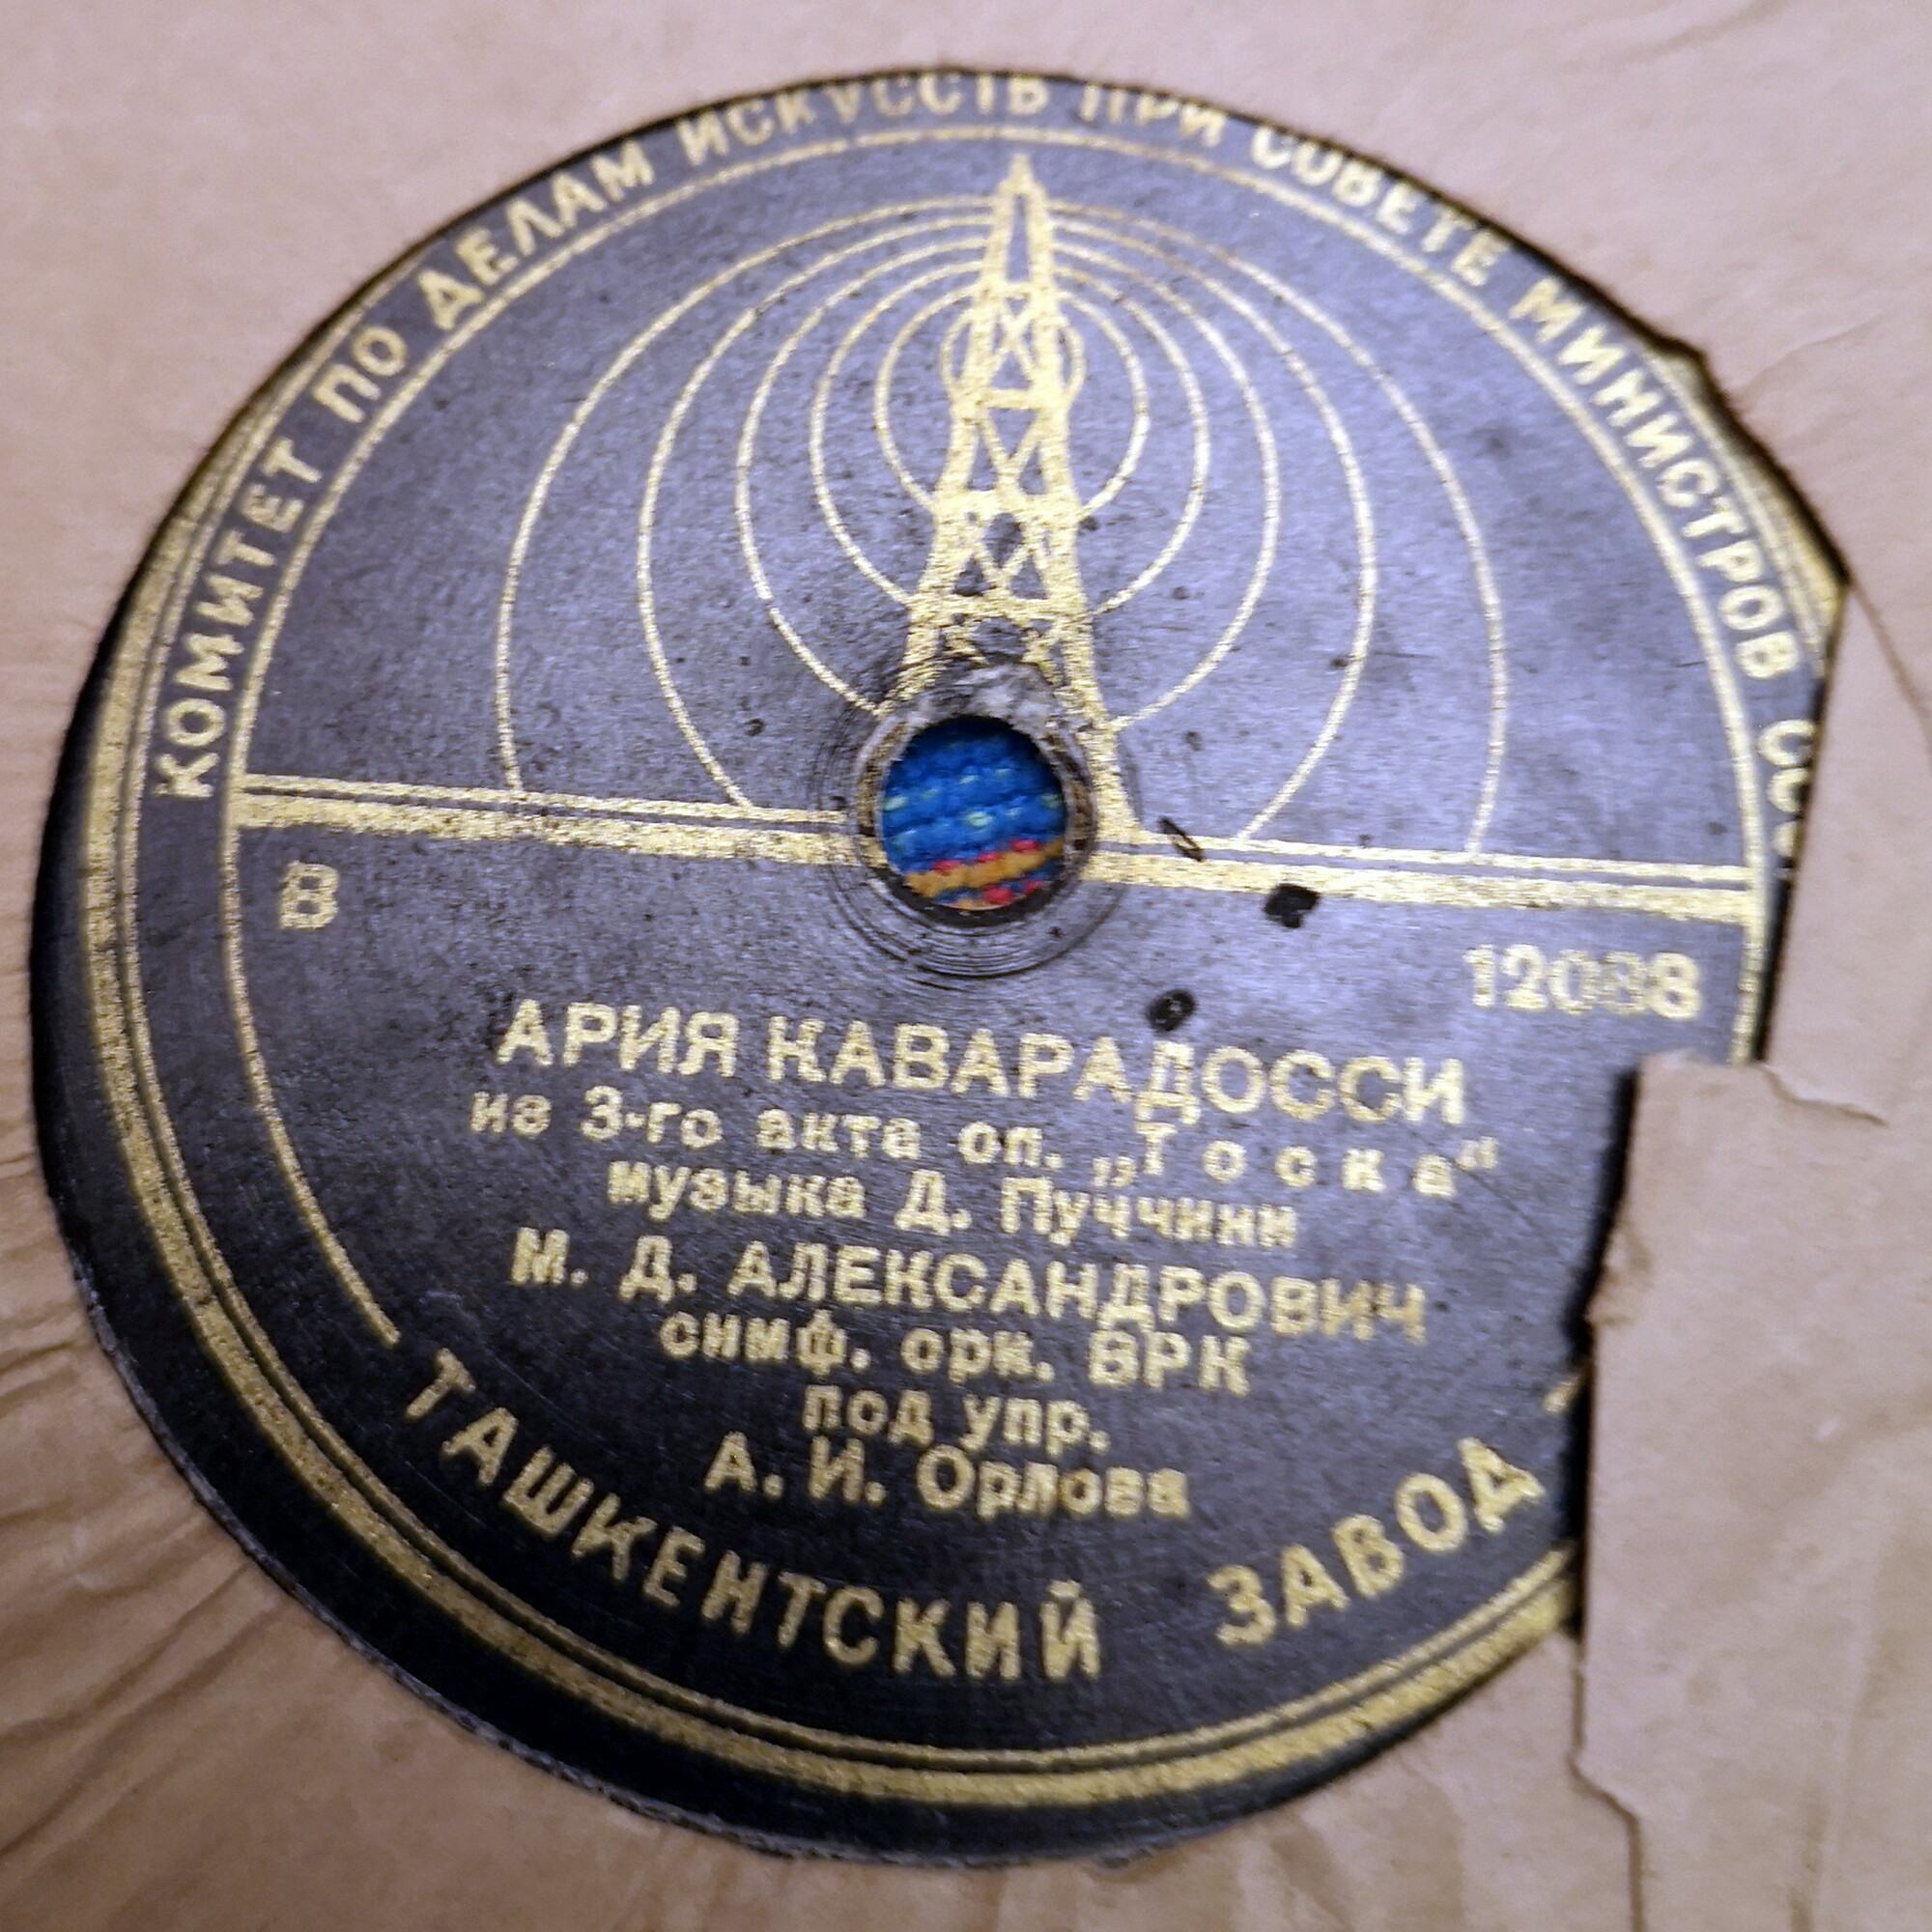 КОМИТЕТ ПО ДЕЛАМ ИСКУССТВ ПРИ СОВЕТЕ МИНИСТРОВ
В
12088
АРИЯ КАВАРАДОССИ
из 3-го акта оп. „Тоска“
музыка Д. Пуччини
М. Д. АЛЕКСАНДРОВИЧ
симф. орк. ВРК
под упр.
А. И. Орлова
ТАШКЕНТСКИЙ ЗАВОД